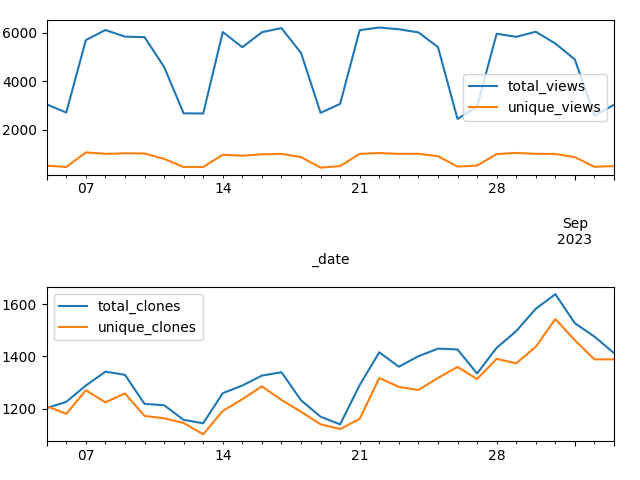 6000
4000
2000
total_views
unique_views
07 14 21 28
Sep
2023
_date
1600
1400
1200
total_clones
unique_clones
07 14 21 28